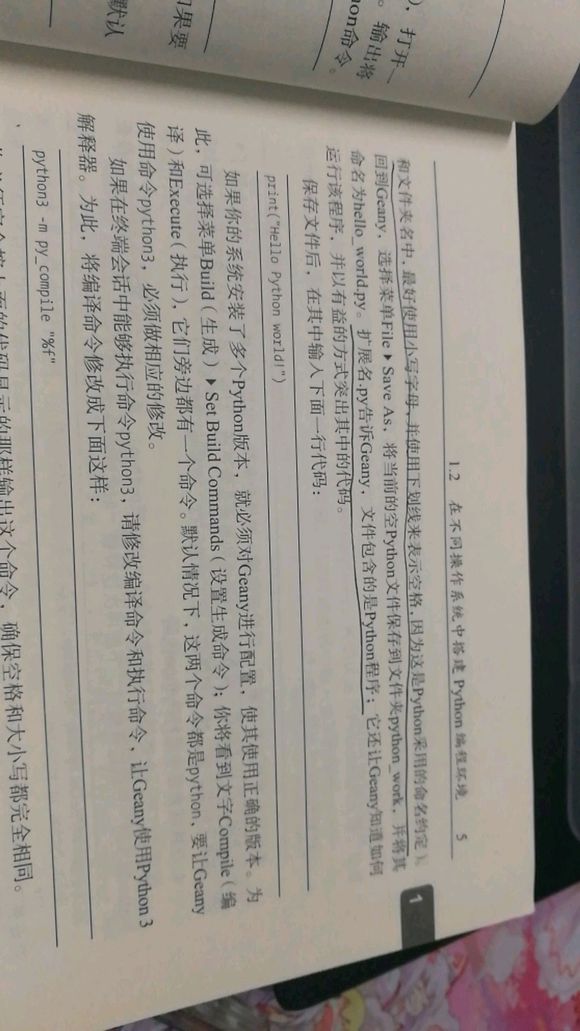 1.2 在不同操作系统中搭建 Python 编程环境 5
1
和文件夹名中，最好使用小写字母，并使用下划线来表示空格，因为这是Python采用的命名约定）。
回到Geany，选择菜单File ▸ Save As，将当前的空Python文件保存到文件夹python_work，并将其
命名为hello_world.py。扩展名.py告诉Geany，文件包含的是Python程序；它还让Geany知道如何
运行该程序，并以有益的方式突出其中的代码。
保存文件后，在其中输入下面一行代码：
print("Hello Python world!")
如果你的系统安装了多个Python版本，就必须对Geany进行配置，使其使用正确的版本。为
此，可选择菜单Build（生成）▸ Set Build Commands（设置生成命令）；你将看到文字Compile（编
译）和Execute（执行），它们旁边都有一个命令。默认情况下，这两个命令都是python，要让Geany
使用命令python3，必须做相应的修改。
如果在终端会话中能够执行命令python3，请修改编译命令和执行命令，让Geany使用Python 3
解释器。为此，将编译命令修改成下面这样：
python3 -m py_compile "%f"
的代码显示的那样输出这个命令，确保空格和大小写都完全相同。
），打开一
。输出将
hon命令。
如果要
默认